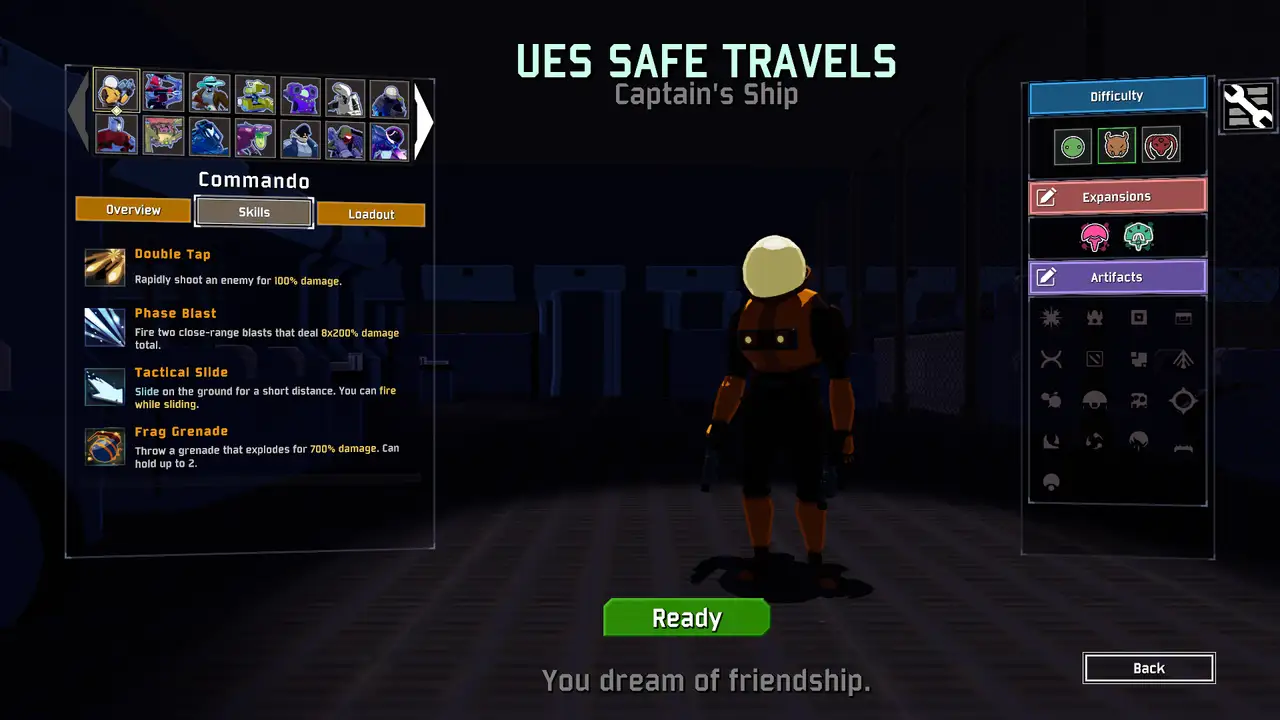 UES SAFE TRAVELS
Captain's Ship
Commando
Overview
Skills
Loadout
Double Tap
Rapidly shoot an enemy for 100% damage.
Phase Blast
Fire two close-range blasts that deal 8x200% damage
total.
Tactical Slide
Slide on the ground for a short distance. You can fire
while sliding.
Frag Grenade
Throw a grenade that explodes for 700% damage. Can
hold up to 2.
Difficulty
Expansions
Artifacts
Ready
You dream of friendship.
Back